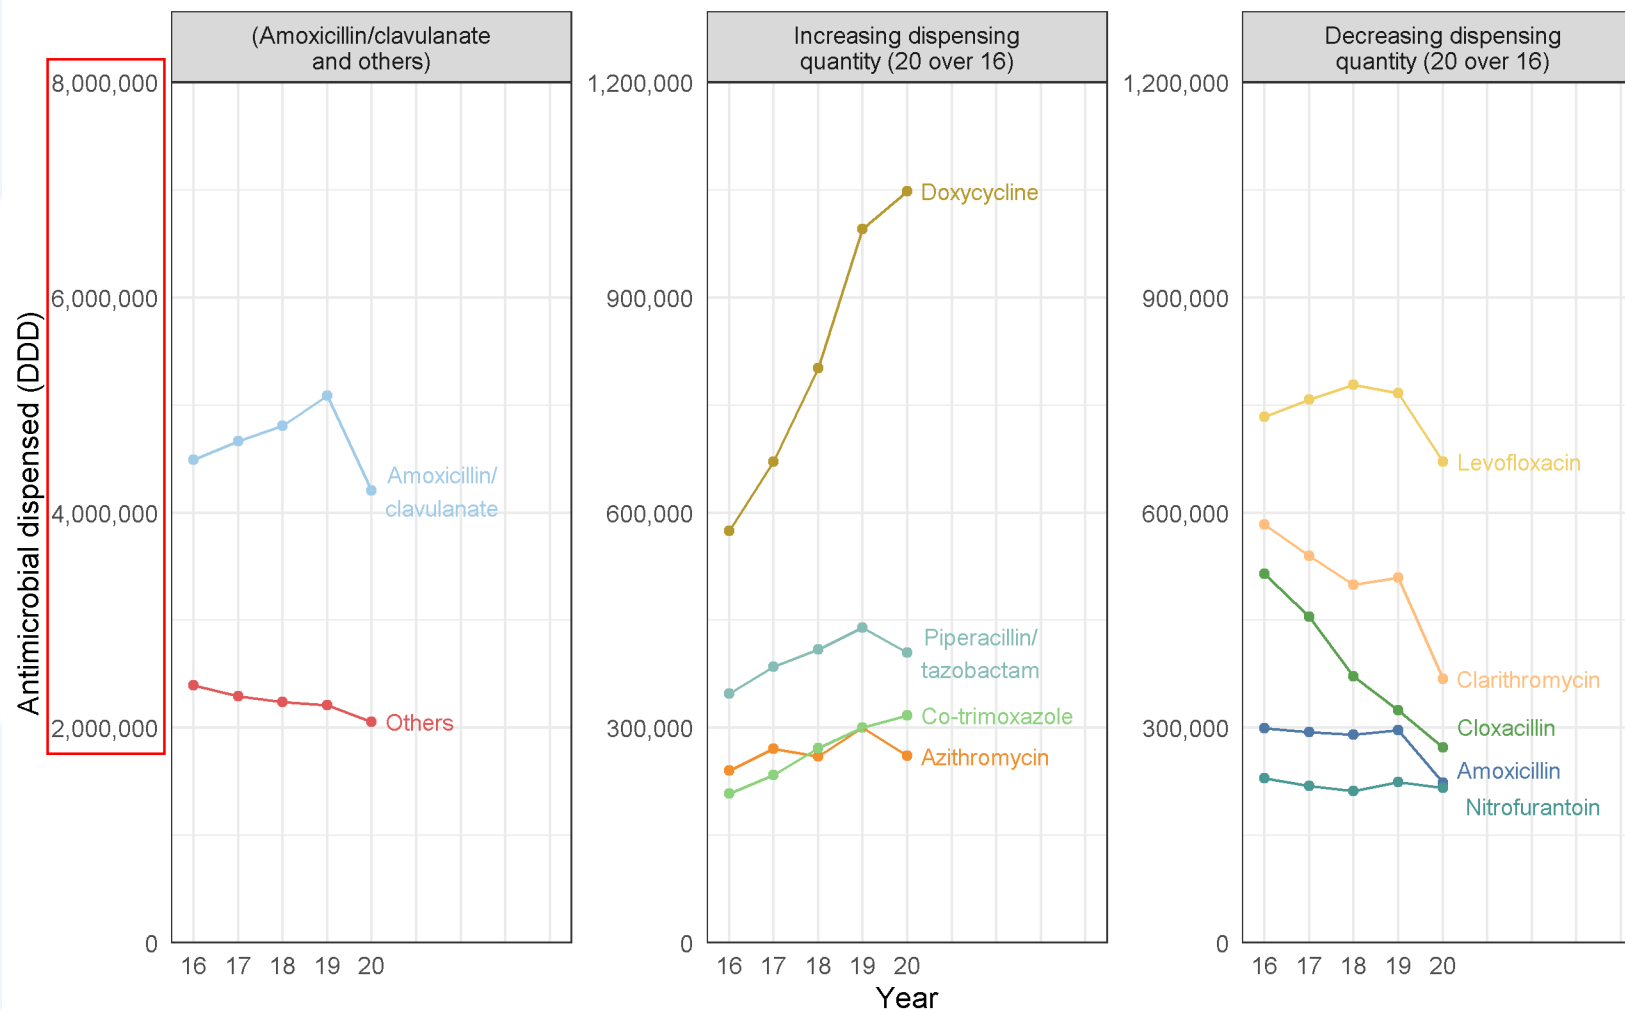 (Amoxicillin/clavulanate
and others)
Increasing dispensing
quantity (20 over 16)
Decreasing dispensing
quantity (20 over 16)
Antimicrobial dispensed (DDD)
8,000,000
6,000,000
4,000,000
2,000,000
0
Amoxicillin/
clavulanate
Others
16 17 18 19 20
1,200,000
900,000
600,000
300,000
0
Doxycycline
Piperacillin/
tazobactam
Co-trimoxazole
Azithromycin
16 17 18 19 20
1,200,000
900,000
600,000
300,000
0
Levofloxacin
Clarithromycin
Cloxacillin
Amoxicillin
Nitrofurantoin
16 17 18 19 20
Year